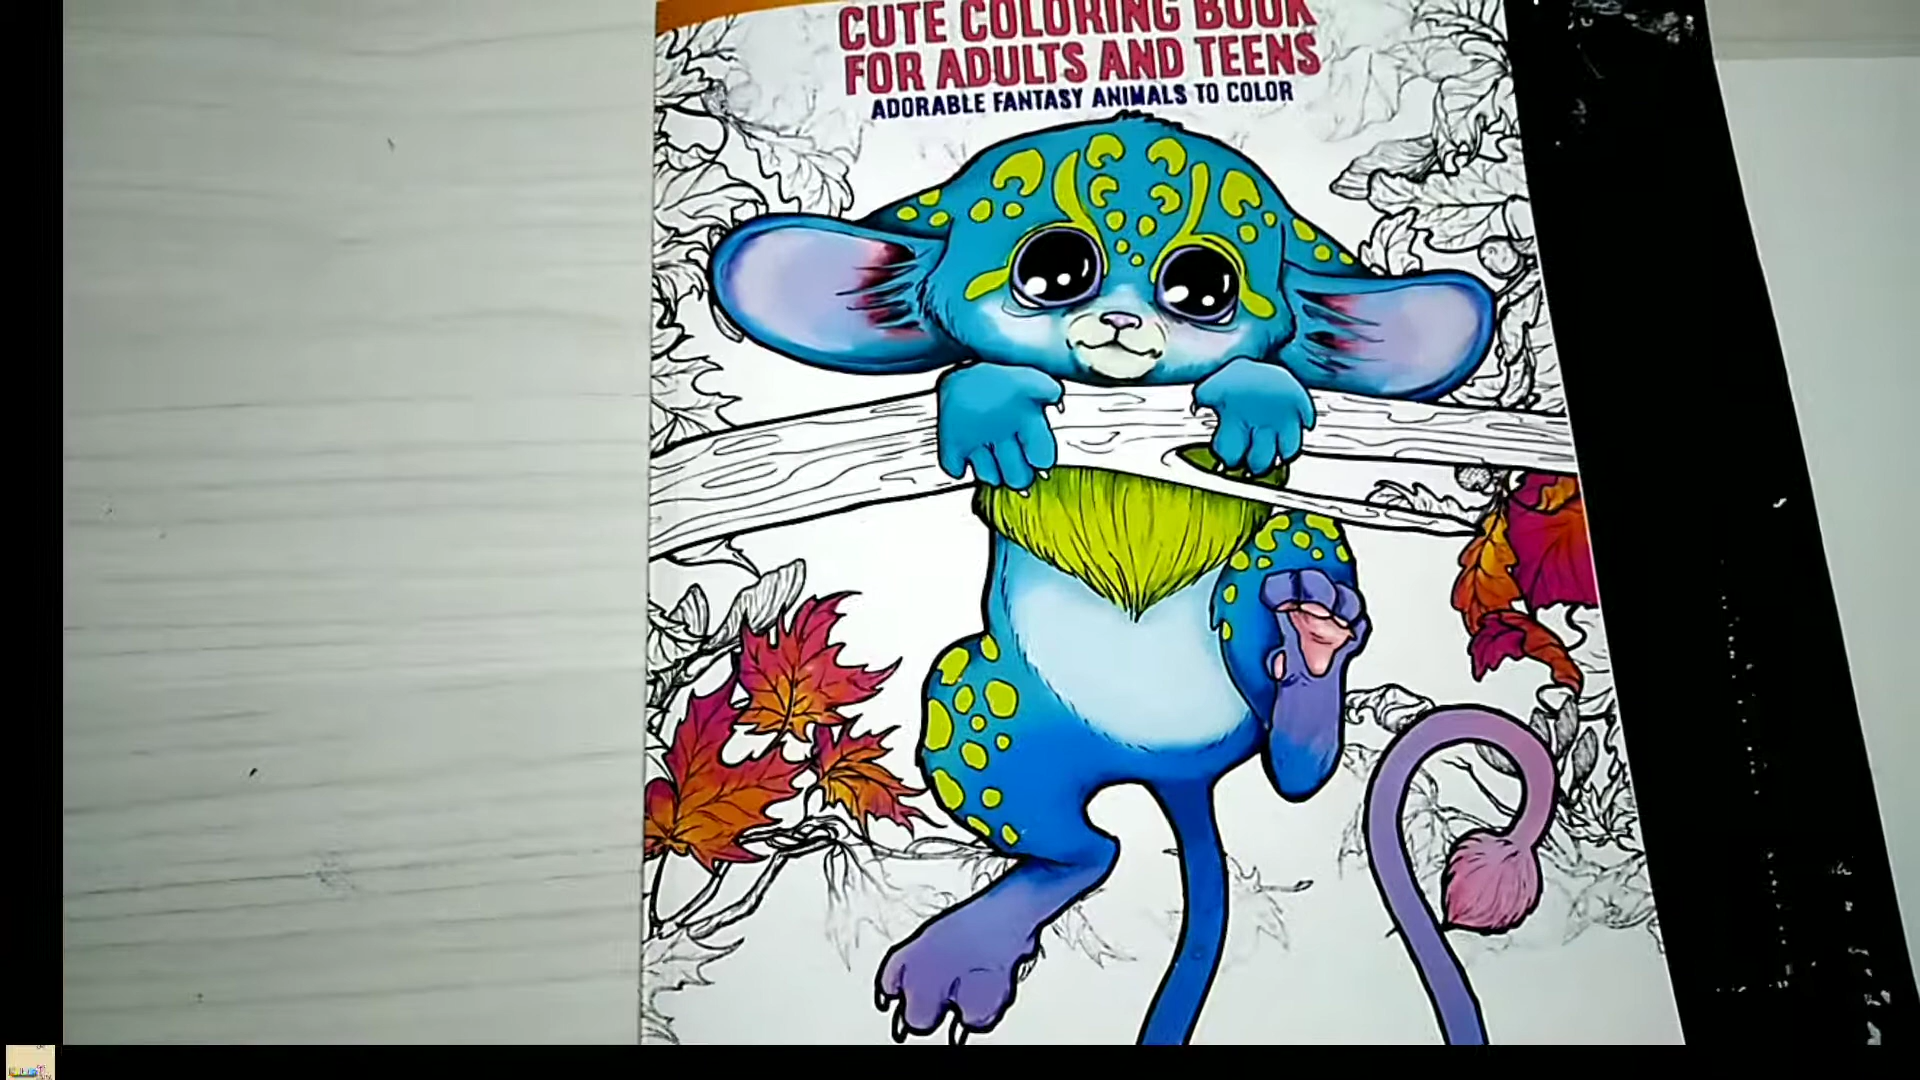 CUTE COLORING BOOK
FOR ADULTS AND TEENS
ADORABLE FANTASY ANIMALS TO COLOR